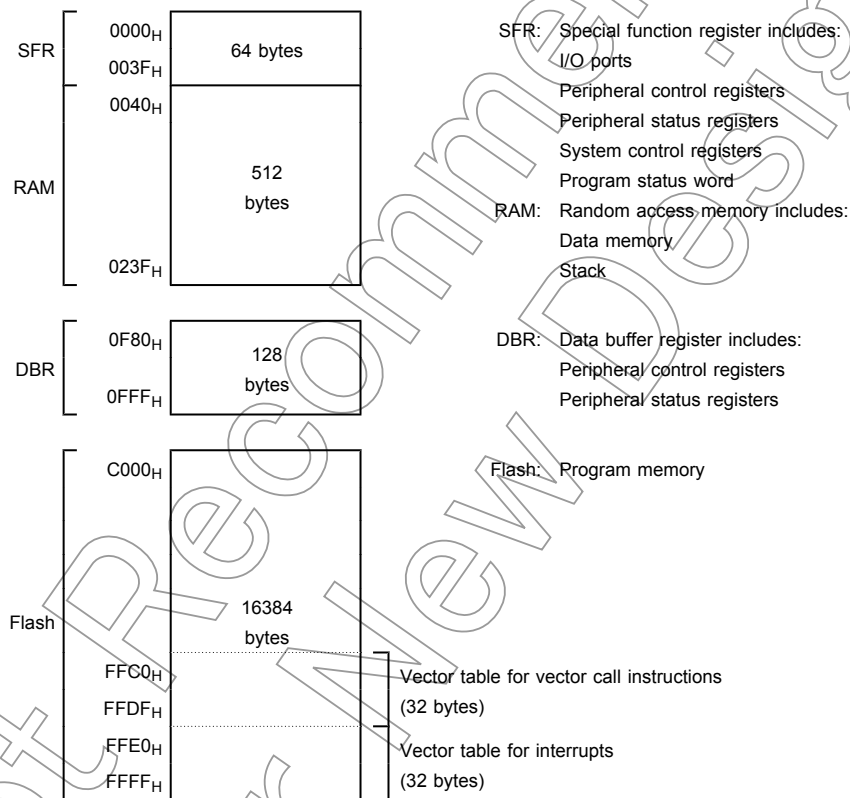 SFR
0000H
003FH
64 bytes
SFR: Special function register includes:
I/O ports
Peripheral control registers
Peripheral status registers
System control registers
Program status word
RAM
0040H
023FH
512
bytes
RAM: Random access memory includes:
Data memory
Stack
DBR
0F80H
0FFFH
128
bytes
DBR: Data buffer register includes:
Peripheral control registers
Peripheral status registers
Flash
C000H
16384
bytes
Flash: Program memory
FFC0H
FFDFH
Vector table for vector call instructions
(32 bytes)
FFE0H
FFFFH
Vector table for interrupts
(32 bytes)
New